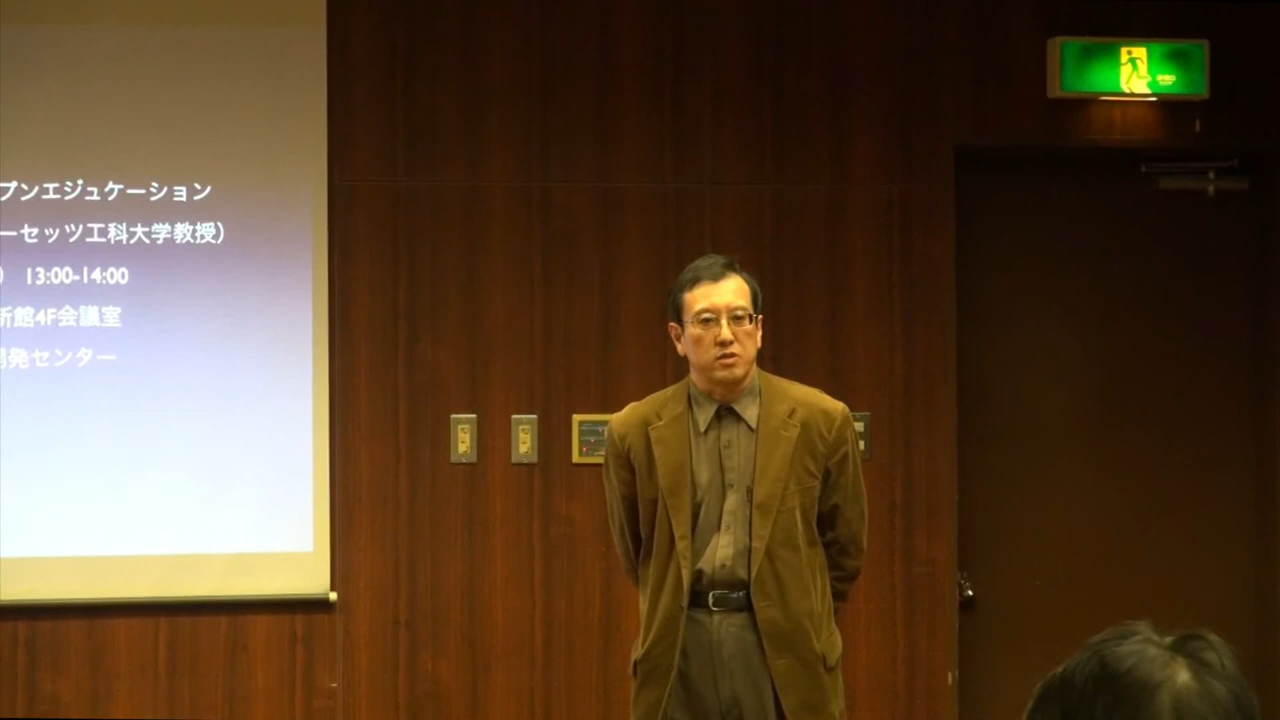 プンエジュケーション
ーセッツ工科大学教授）
） 13:00-14:00
新館4F会議室
開発センター